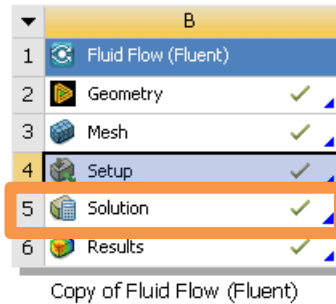 B
1 Fluid Flow (Fluent)
2 Geometry
3 Mesh
4 Setup
5 Solution
6 Results
Copy of Fluid Flow (Fluent)